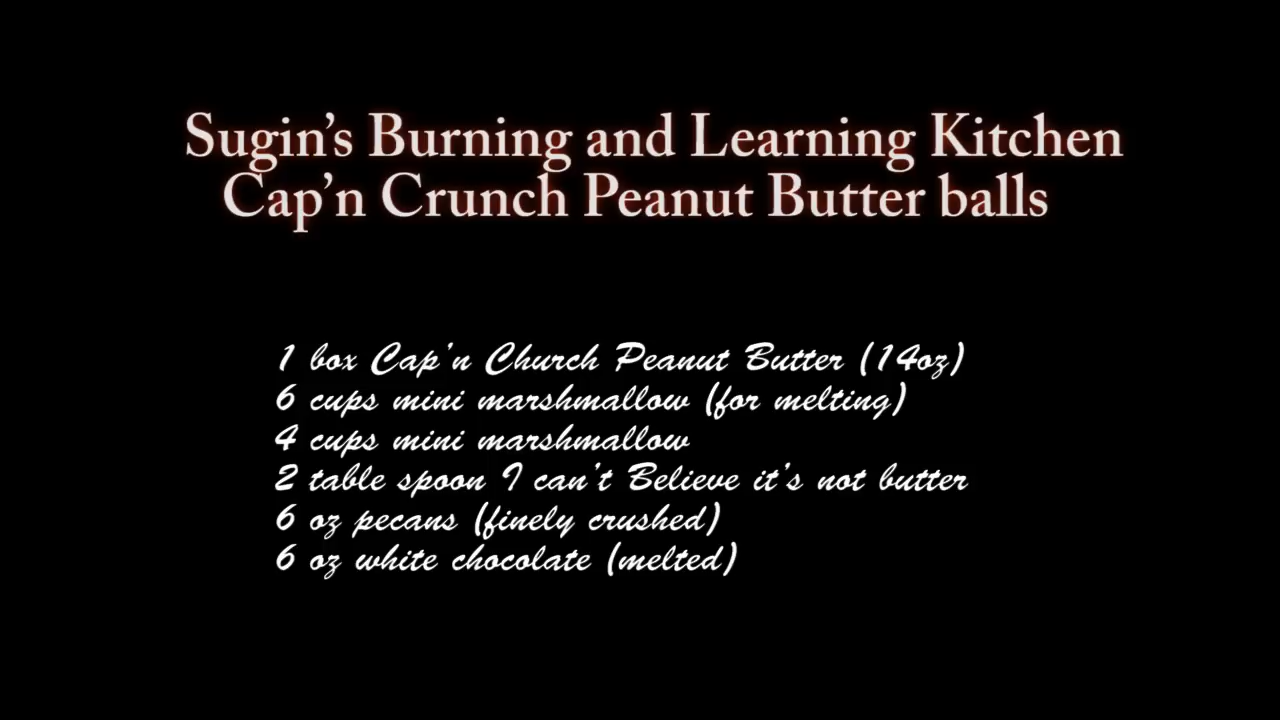 Sugin’s Burning and Learning Kitchen
Cap’n Crunch Peanut Butter balls
1 box Cap’n Church Peanut Butter (14oz)
6 cups mini marshmallow (for melting)
4 cups mini marshmallow
2 table spoon I can’t Believe it’s not butter
6 oz pecans (finely crushed)
6 oz white chocolate (melted)